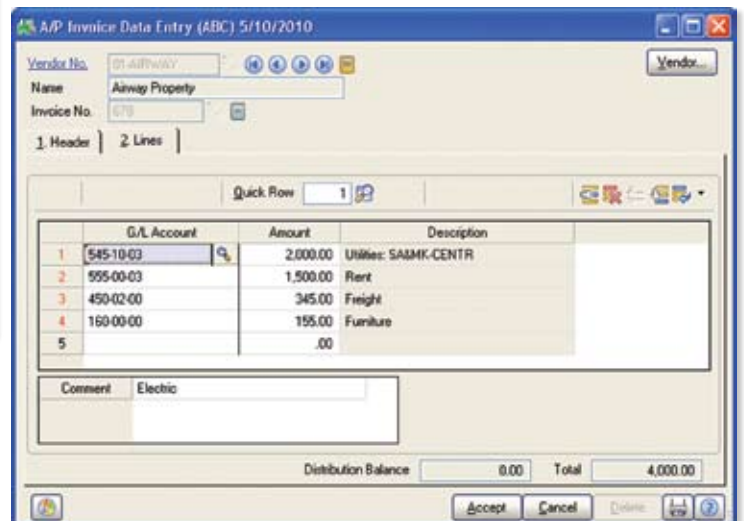 A/P Invoice Data Entry (ABC) 5/10/2010
Vendor No. 01-AIRWAY Vendor...
Name Airway Property
Invoice No. 678
1. Header 2. Lines
Quick Row 1
G/L Account Amount Description
1 545-10-03 2,000.00 Utilities: SA&MK-CENTR
2 555-00-03 1,500.00 Rent
3 450-02-00 345.00 Freight
4 160-00-00 155.00 Furniture
5 .00
Comment Electric
Distribution Balance 0.00 Total 4,000.00
Accept Cancel Delete